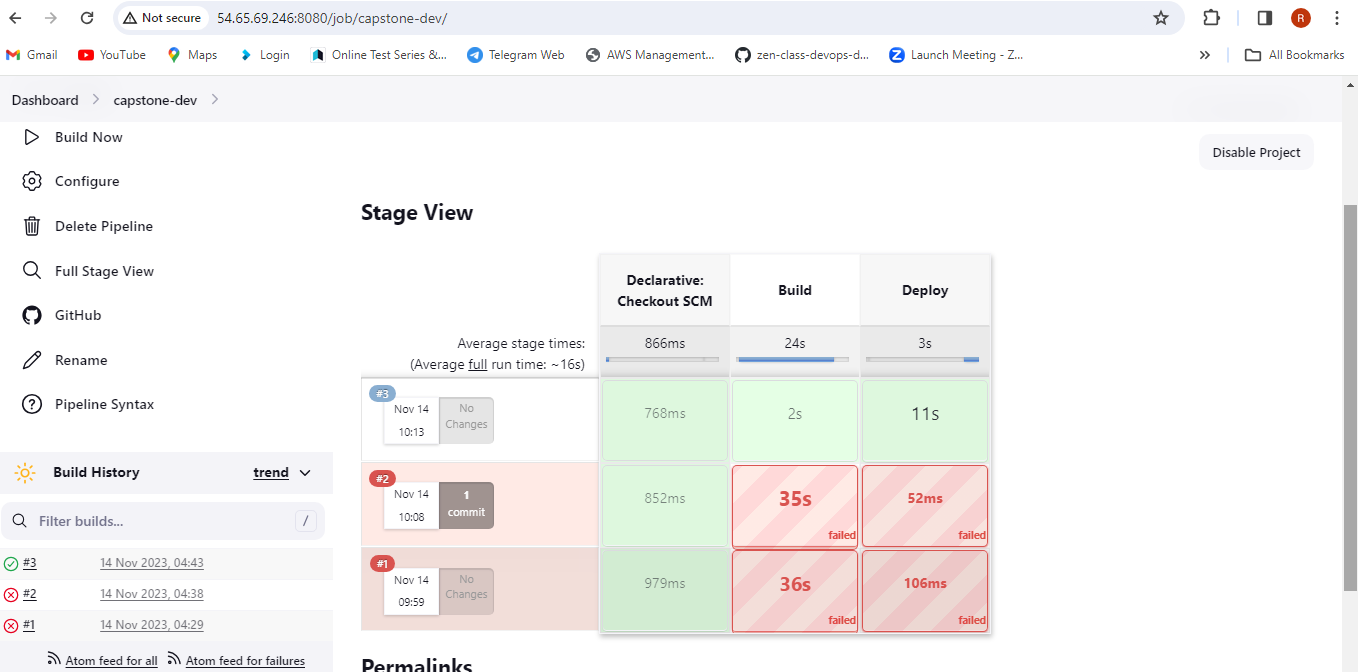 Not secure
54.65.69.246:8080/job/capstone-dev/
R
Gmail
YouTube
Maps
Login
Online Test Series &...
Telegram Web
AWS Management...
zen-class-devops-d...
Z
Launch Meeting - Z...
»
All Bookmarks
Dashboard
capstone-dev
Build Now
Configure
Delete Pipeline
Full Stage View
GitHub
Rename
Pipeline Syntax
Build History
trend
Filter builds...
/
#3
14 Nov 2023, 04:43
#2
14 Nov 2023, 04:38
#1
14 Nov 2023, 04:29
Atom feed for all
Atom feed for failures
Disable Project
Stage View
Declarative:
Checkout SCM
Build
Deploy
Average stage times:
(Average full run time: ~16s)
866ms
24s
3s
#3
Nov 14
10:13
No
Changes
768ms
2s
11s
#2
Nov 14
10:08
1
commit
852ms
35s
failed
52ms
failed
#1
Nov 14
09:59
No
Changes
979ms
36s
failed
106ms
failed
Permalinks